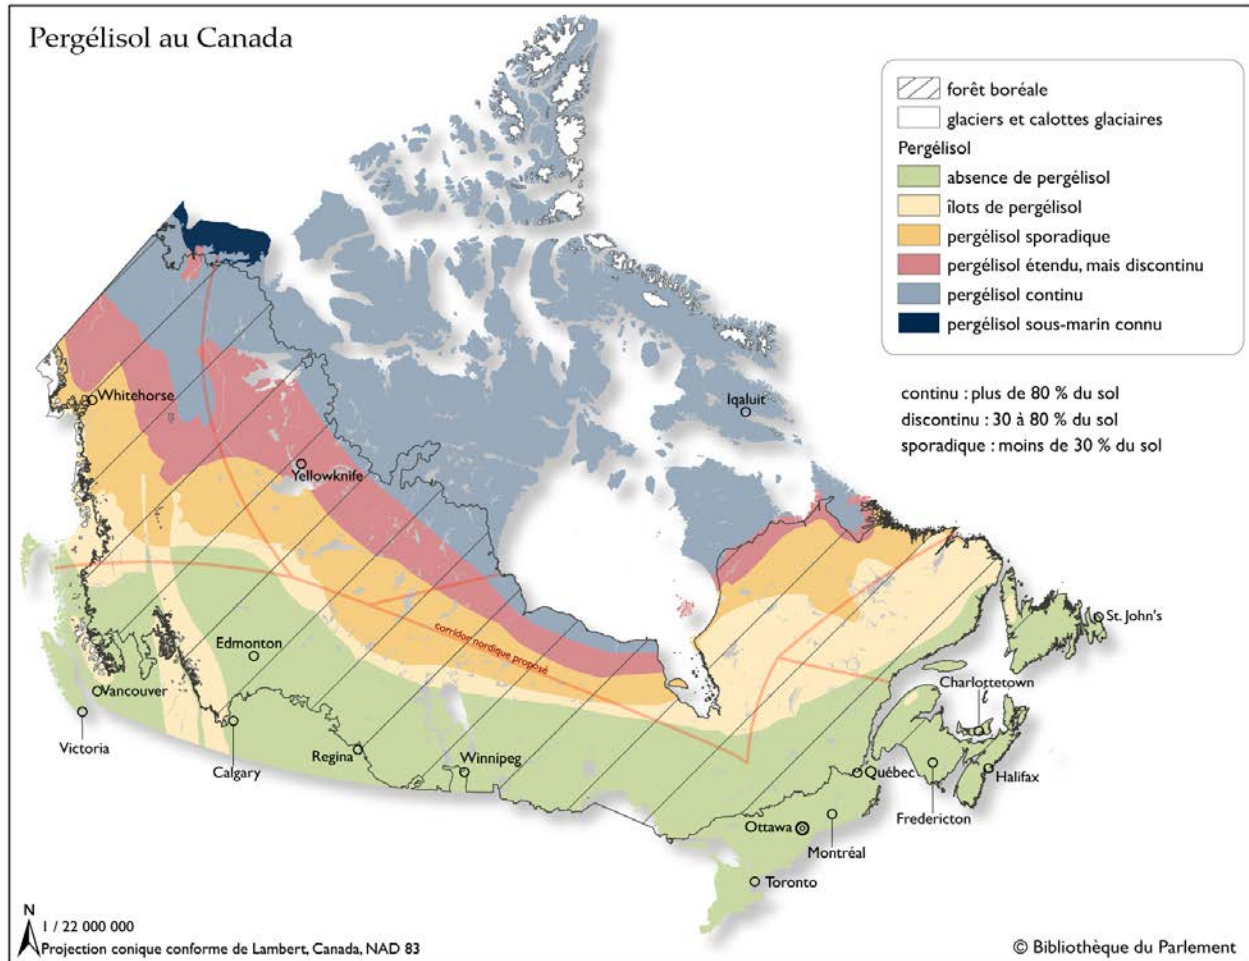 Pergélisol au Canada
forêt boréale
glaciers et calottes glaciaires
Pergélisol
absence de pergélisol
îlots de pergélisol
pergélisol sporadique
pergélisol étendu, mais discontinu
pergélisol continu
pergélisol sous-marin connu
continu : plus de 80 % du sol
discontinu : 30 à 80 % du sol
sporadique : moins de 30 % du sol
Whitehorse
Iqaluit
Yellowknife
St. John's
corridor nordique proposé
Edmonton
Charlottetown
Vancouver
Victoria
Regina
Winnipeg
Calgary
Québec
Halifax
Fredericton
Ottawa
Montréal
Toronto
N
1 / 22 000 000
Projection conique conforme de Lambert, Canada, NAD 83
© Bibliothèque du Parlement